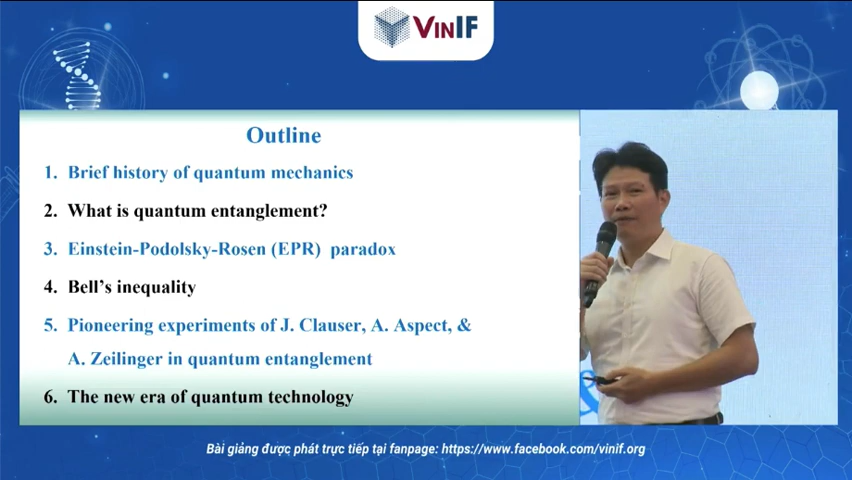 VINIF
Outline
1. Brief history of quantum mechanics
2. What is quantum entanglement?
3. Einstein-Podolsky-Rosen (EPR) paradox
4. Bell's inequality
5. Pioneering experiments of J. Clauser, A. Aspect, &
A. Zeilinger in quantum entanglement
6. The new era of quantum technology
Bài giảng được phát trực tiếp tại fanpage: https://www.facebook.com/vinif.org